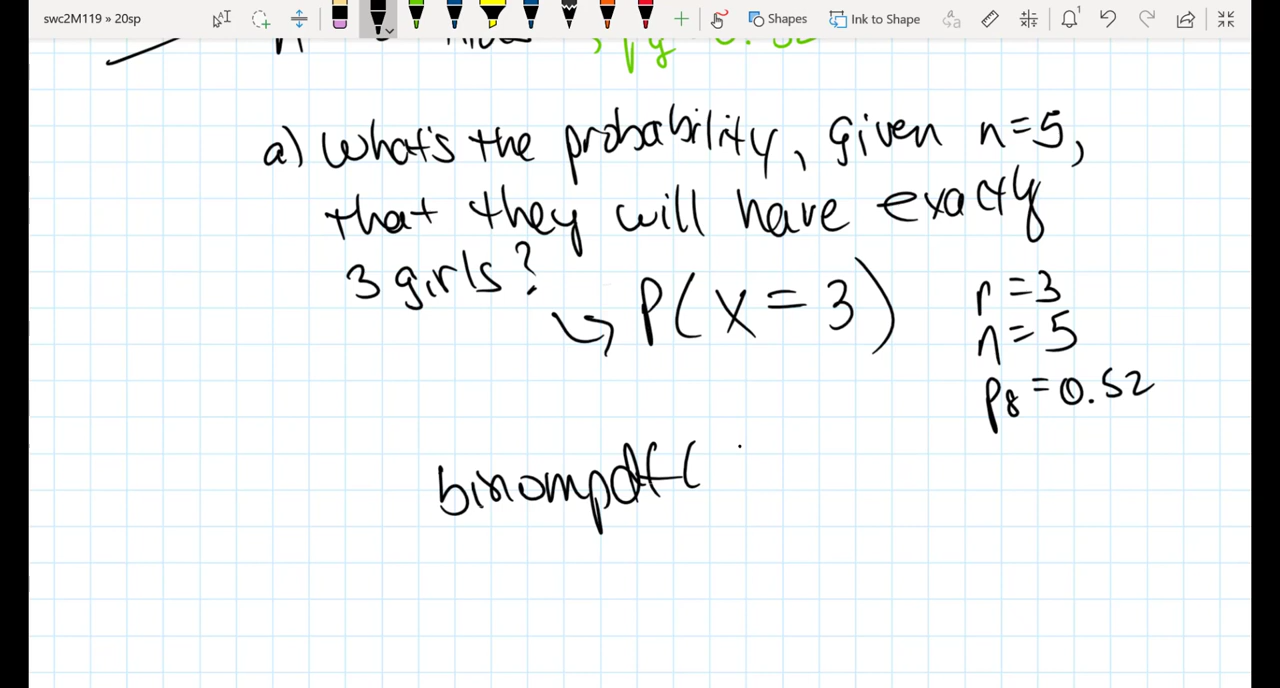 swc2M119 » 20sp
Shapes
Ink to Shape
a) What's the probability, given n=5,
that they will have exactly
3 girls?
P(x = 3)
r = 3
n = 5
pg = 0.52
binompdf(